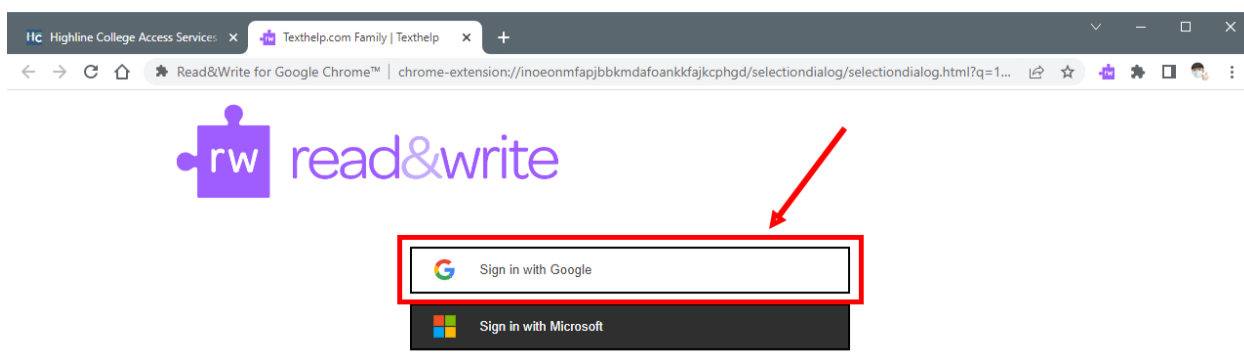 Highline College Access Services
Texthelp.com Family | Texthelp
Read&Write for Google Chrome™ | chrome-extension://inoeonmfapjbbkmdafoankkfajkcphgd/selectiondialog/selectiondialog.html?q=1...
rw read&write
Sign in with Google
Sign in with Microsoft